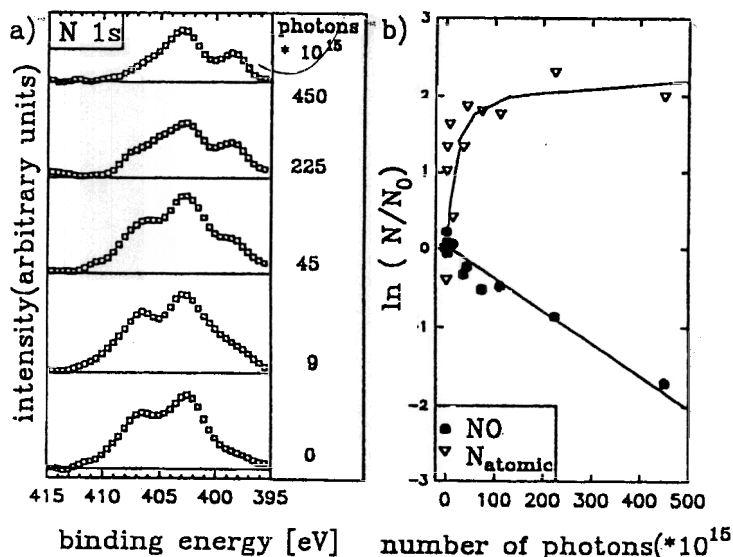 a) N 1s
photons
* 10^15
450
225
45
9
0
intensity(arbitrary units)
415 410 405 400 395
binding energy [eV]
b)
ln ( N/N_0)
2
1
0
-1
-2
-3
NO
N_atomic
0 100 200 300 400 500
number of photons(*10^15